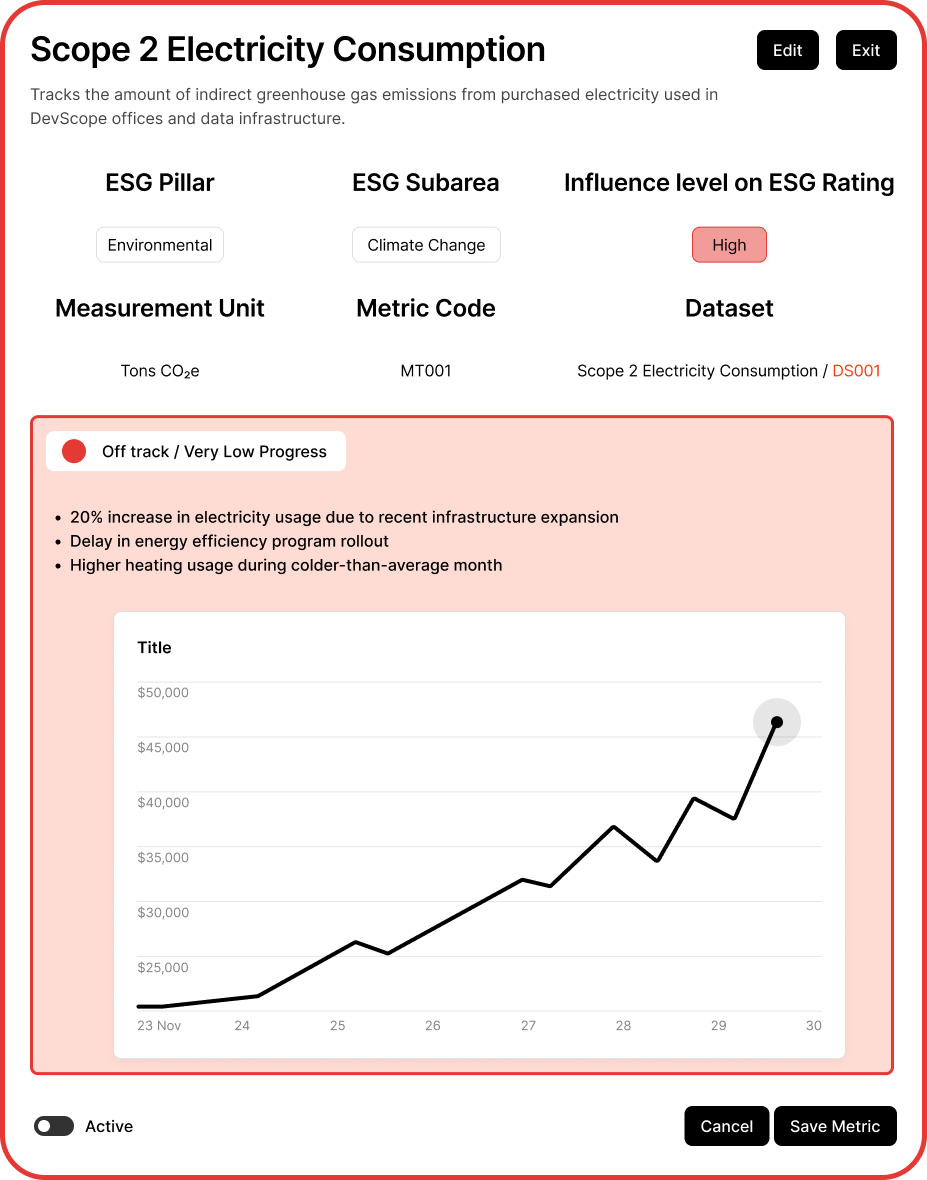 Scope 2 Electricity Consumption
Edit
Exit
Tracks the amount of indirect greenhouse gas emissions from purchased electricity used in
DevScope offices and data infrastructure.
ESG Pillar
ESG Subarea
Influence level on ESG Rating
Environmental
Climate Change
High
Measurement Unit
Metric Code
Dataset
Tons CO₂e
MT001
Scope 2 Electricity Consumption / DS001
Off track / Very Low Progress
• 20% increase in electricity usage due to recent infrastructure expansion
• Delay in energy efficiency program rollout
• Higher heating usage during colder-than-average month
Title
$50,000
$45,000
$40,000
$35,000
$30,000
$25,000
23 Nov 24 25 26 27 28 29 30
Active
Cancel
Save Metric